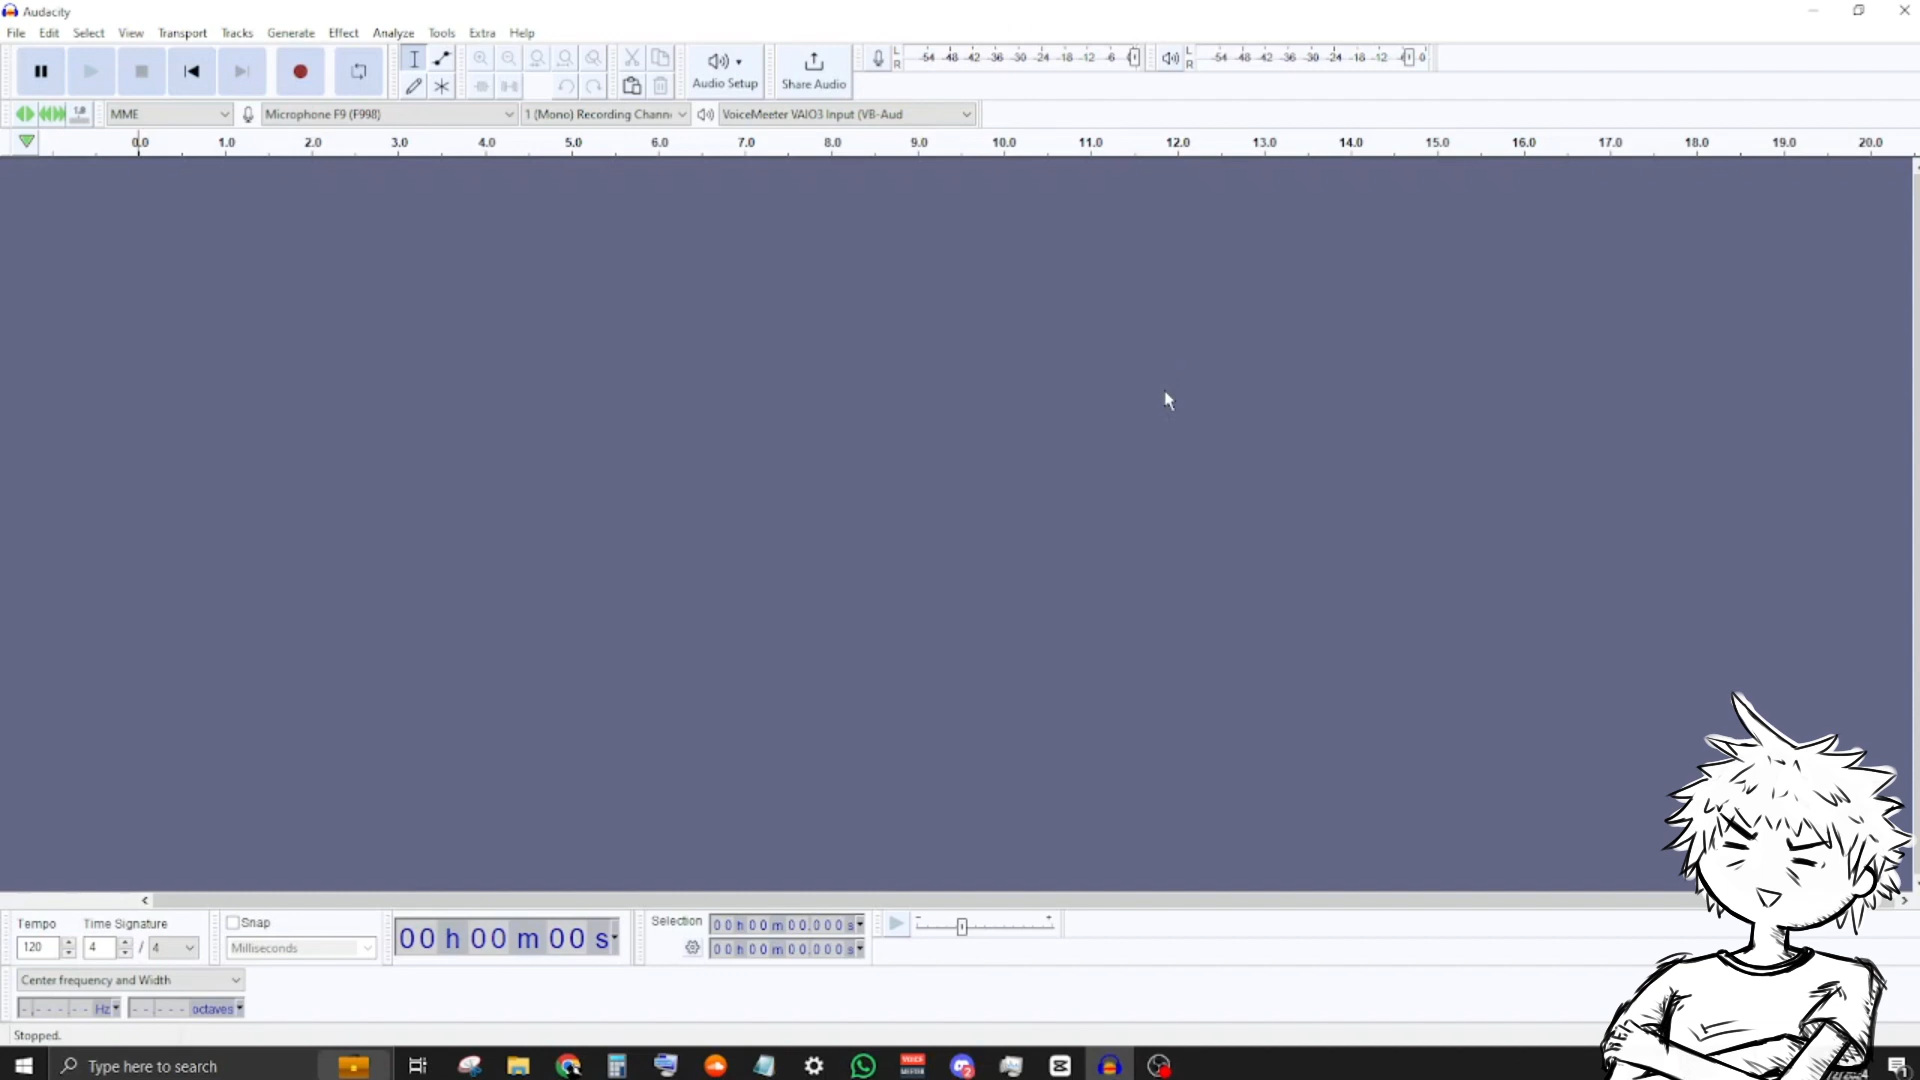 Audacity
File Edit Select View Transport Tracks Generate Effect Analyze Tools Extra Help
Audio Setup
Share Audio
L
R
-54 -48 -42 -36 -30 -24 -18 -12 -6
L
R
-54 -48 -42 -36 -30 -24 -18 -12 0
MME
Microphone F9 (F998)
1 (Mono) Recording Chann
VoiceMeeter VAIO3 Input (VB-Aud
0.0 1.0 2.0 3.0 4.0 5.0 6.0 7.0 8.0 9.0 10.0 11.0 12.0 13.0 14.0 15.0 16.0 17.0 18.0 19.0 20.0
Tempo
120
Time Signature
4 / 4
Snap
Milliseconds
00 h 00 m 00 s
Selection
00 h 00 m 00.000 s
00 h 00 m 00.000 s
Center frequency and Width
Hz
octaves
Stopped.
Type here to search
VOICE
MEETER
2
1